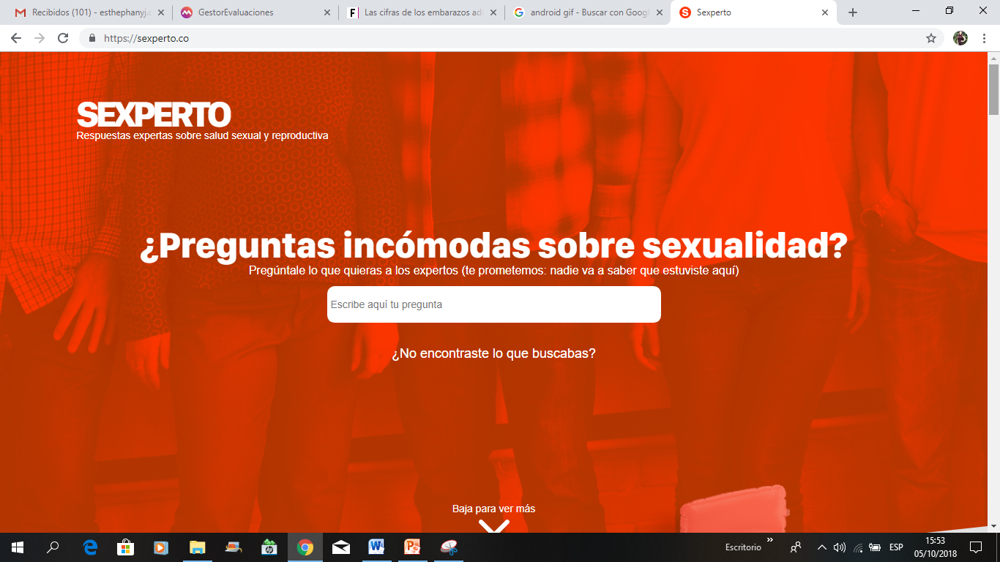 Recibidos (101) - esthephanyj.c
GestorEvaluaciones
Las cifras de los embarazos ado
android gif - Buscar con Google
Sexperto
https://sexperto.co
SEXPERTO
Respuestas expertas sobre salud sexual y reproductiva
¿Preguntas incómodas sobre sexualidad?
Pregúntale lo que quieras a los expertos (te prometemos: nadie va a saber que estuviste aquí)
Escribe aquí tu pregunta
¿No encontraste lo que buscabas?
Baja para ver más
Escritorio
ESP
15:53
05/10/2018